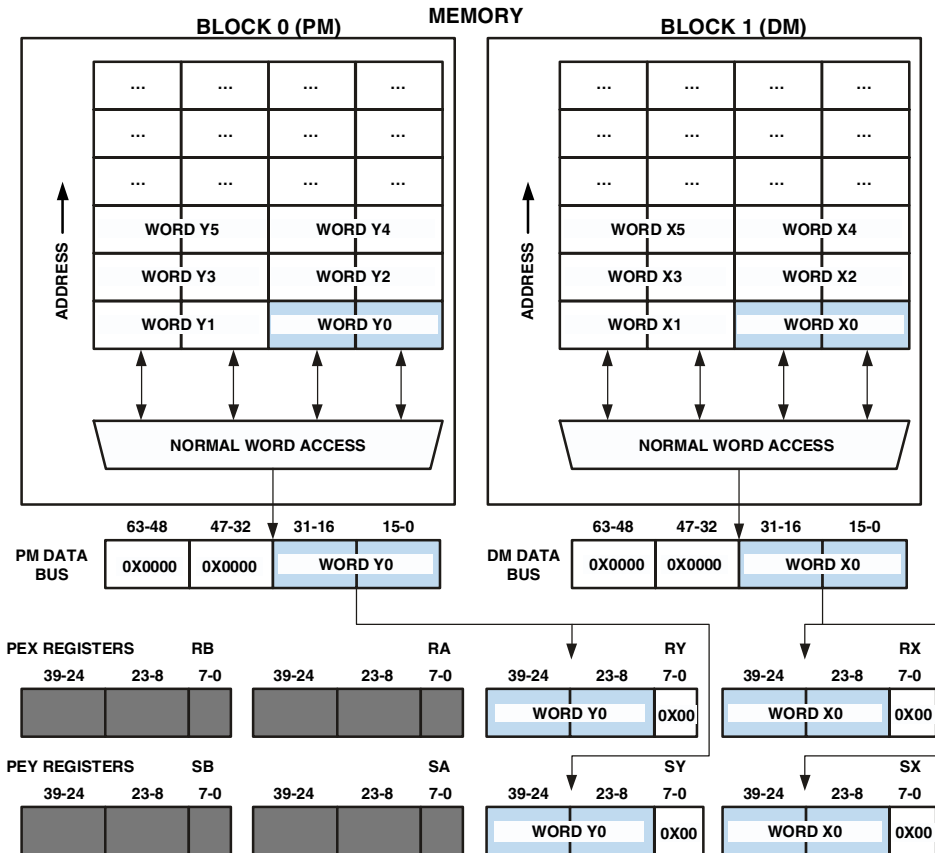 MEMORY
BLOCK 0 (PM) BLOCK 1 (DM)
... ... ... ... ... ... ... ...
... ... ... ... ... ... ... ...
... ... ... ... ... ... ... ...
WORD Y5 WORD Y4 WORD X5 WORD X4
WORD Y3 WORD Y2 WORD X3 WORD X2
WORD Y1 WORD Y0 WORD X1 WORD X0
ADDRESS ADDRESS
NORMAL WORD ACCESS NORMAL WORD ACCESS
63-48 47-32 31-16 15-0 63-48 47-32 31-16 15-0
PM DATA BUS 0X0000 0X0000 WORD Y0 DM DATA BUS 0X0000 0X0000 WORD X0
PEX REGISTERS RB RA RY RX
39-24 23-8 7-0 39-24 23-8 7-0 39-24 23-8 7-0 39-24 23-8 7-0
WORD Y0 0X00 WORD X0 0X00
PEY REGISTERS SB SA SY SX
39-24 23-8 7-0 39-24 23-8 7-0 39-24 23-8 7-0 39-24 23-8 7-0
WORD Y0 0X00 WORD X0 0X00